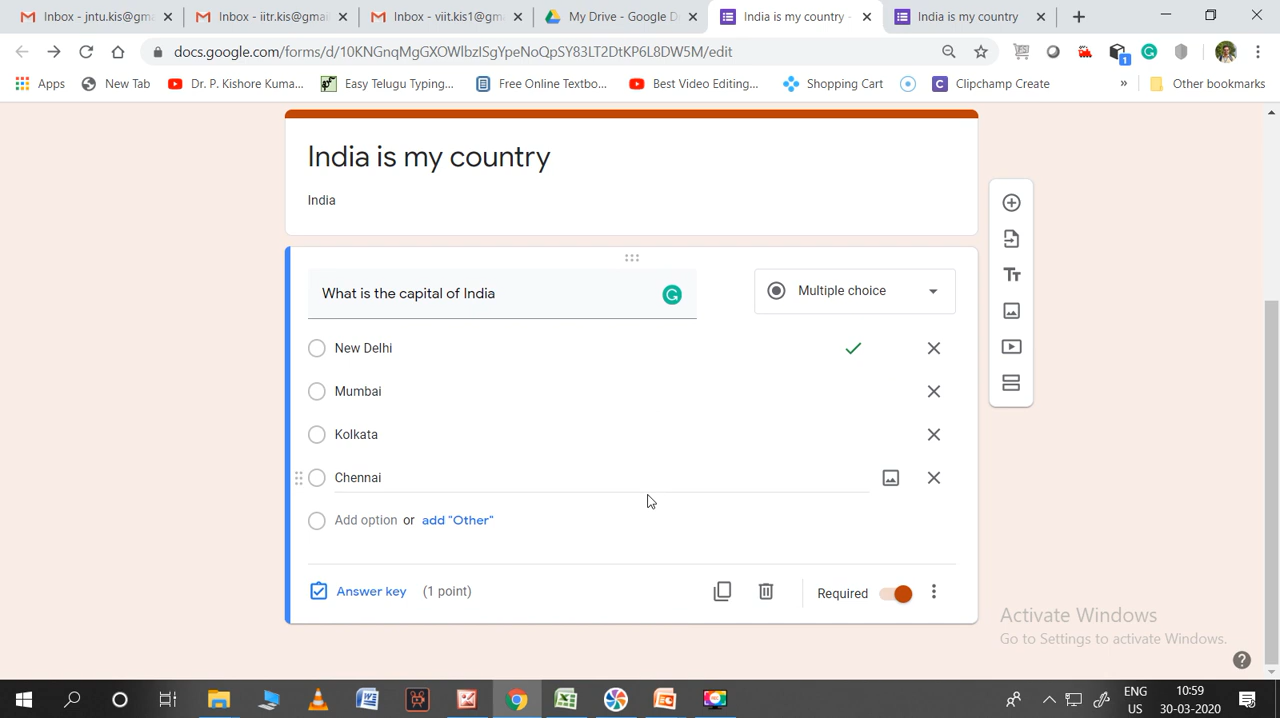 Inbox - jntu.kis@gma
Inbox - iitr.kis@gmai
Inbox - viit.kis1@gm
My Drive - Google D
India is my country -
India is my country
docs.google.com/forms/d/10KNGnqMgGXOWlbzISgYpeNoQpSY83LT2DtKP6L8DW5M/edit
1
Apps
New Tab
Dr. P. Kishore Kuma...
Easy Telugu Typing...
Free Online Textbo...
Best Video Editing...
Shopping Cart
Clipchamp Create
»
Other bookmarks
India is my country
India
What is the capital of India
Multiple choice
New Delhi
Mumbai
Kolkata
Chennai
Add option or add "Other"
Answer key (1 point)
Required
Activate Windows
Go to Settings to activate Windows.
ENG
US
10:59
30-03-2020